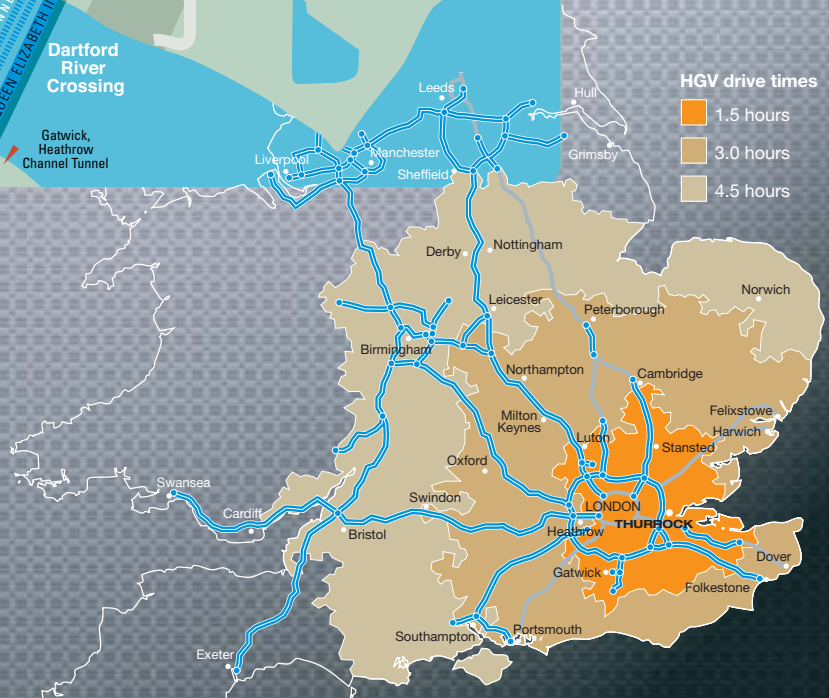 QUEEN ELIZABETH II
Dartford
River
Crossing
Gatwick,
Heathrow
Channel Tunnel
HGV drive times
1.5 hours
3.0 hours
4.5 hours
Leeds
Hull
Liverpool
Manchester
Grimsby
Sheffield
Derby
Nottingham
Norwich
Leicester
Peterborough
Birmingham
Northampton
Cambridge
Milton
Keynes
Felixstowe
Harwich
Luton
Stansted
Oxford
Swansea
Swindon
LONDON
Cardiff
THURROCK
Heathrow
Bristol
Dover
Gatwick
Folkestone
Southampton
Portsmouth
Exeter